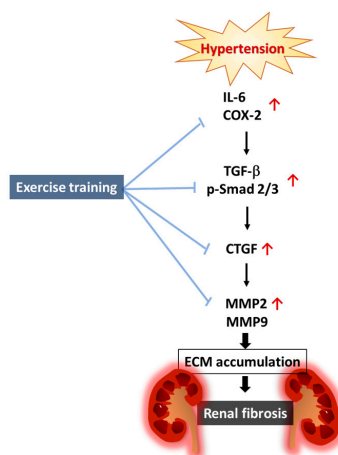 Hypertension
IL-6
COX-2 ↑
Exercise training
TGF-β
p-Smad 2/3 ↑
CTGF ↑
MMP2 ↑
MMP9
ECM accumulation
Renal fibrosis